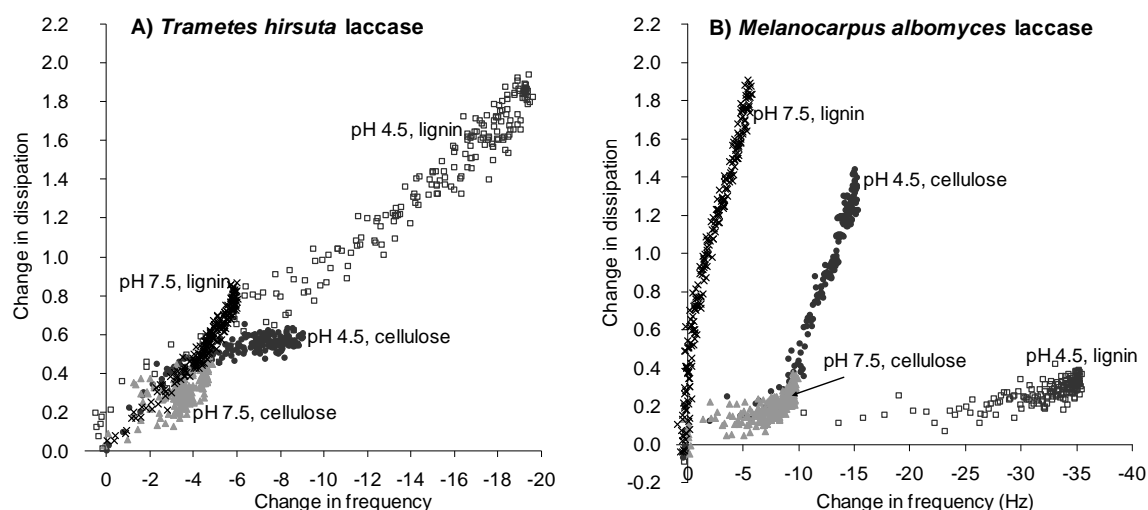 A) Trametes hirsuta laccase
Change in dissipation
2.2
2.0
1.8
1.6
1.4
1.2
1.0
0.8
0.6
0.4
0.2
0.0
pH 4.5, lignin
pH 7.5, lignin
pH 4.5, cellulose
pH 7.5, cellulose
0 -2 -4 -6 -8 -10 -12 -14 -16 -18 -20
Change in frequency
B) Melanocarpus albomyces laccase
Change in dissipation
2.2
2.0
1.8
1.6
1.4
1.2
1.0
0.8
0.6
0.4
0.2
0.0
-0.2
pH 7.5, lignin
pH 4.5, cellulose
pH 7.5, cellulose
pH 4.5, lignin
0 -5 -10 -15 -20 -25 -30 -35 -40
Change in frequency (Hz)